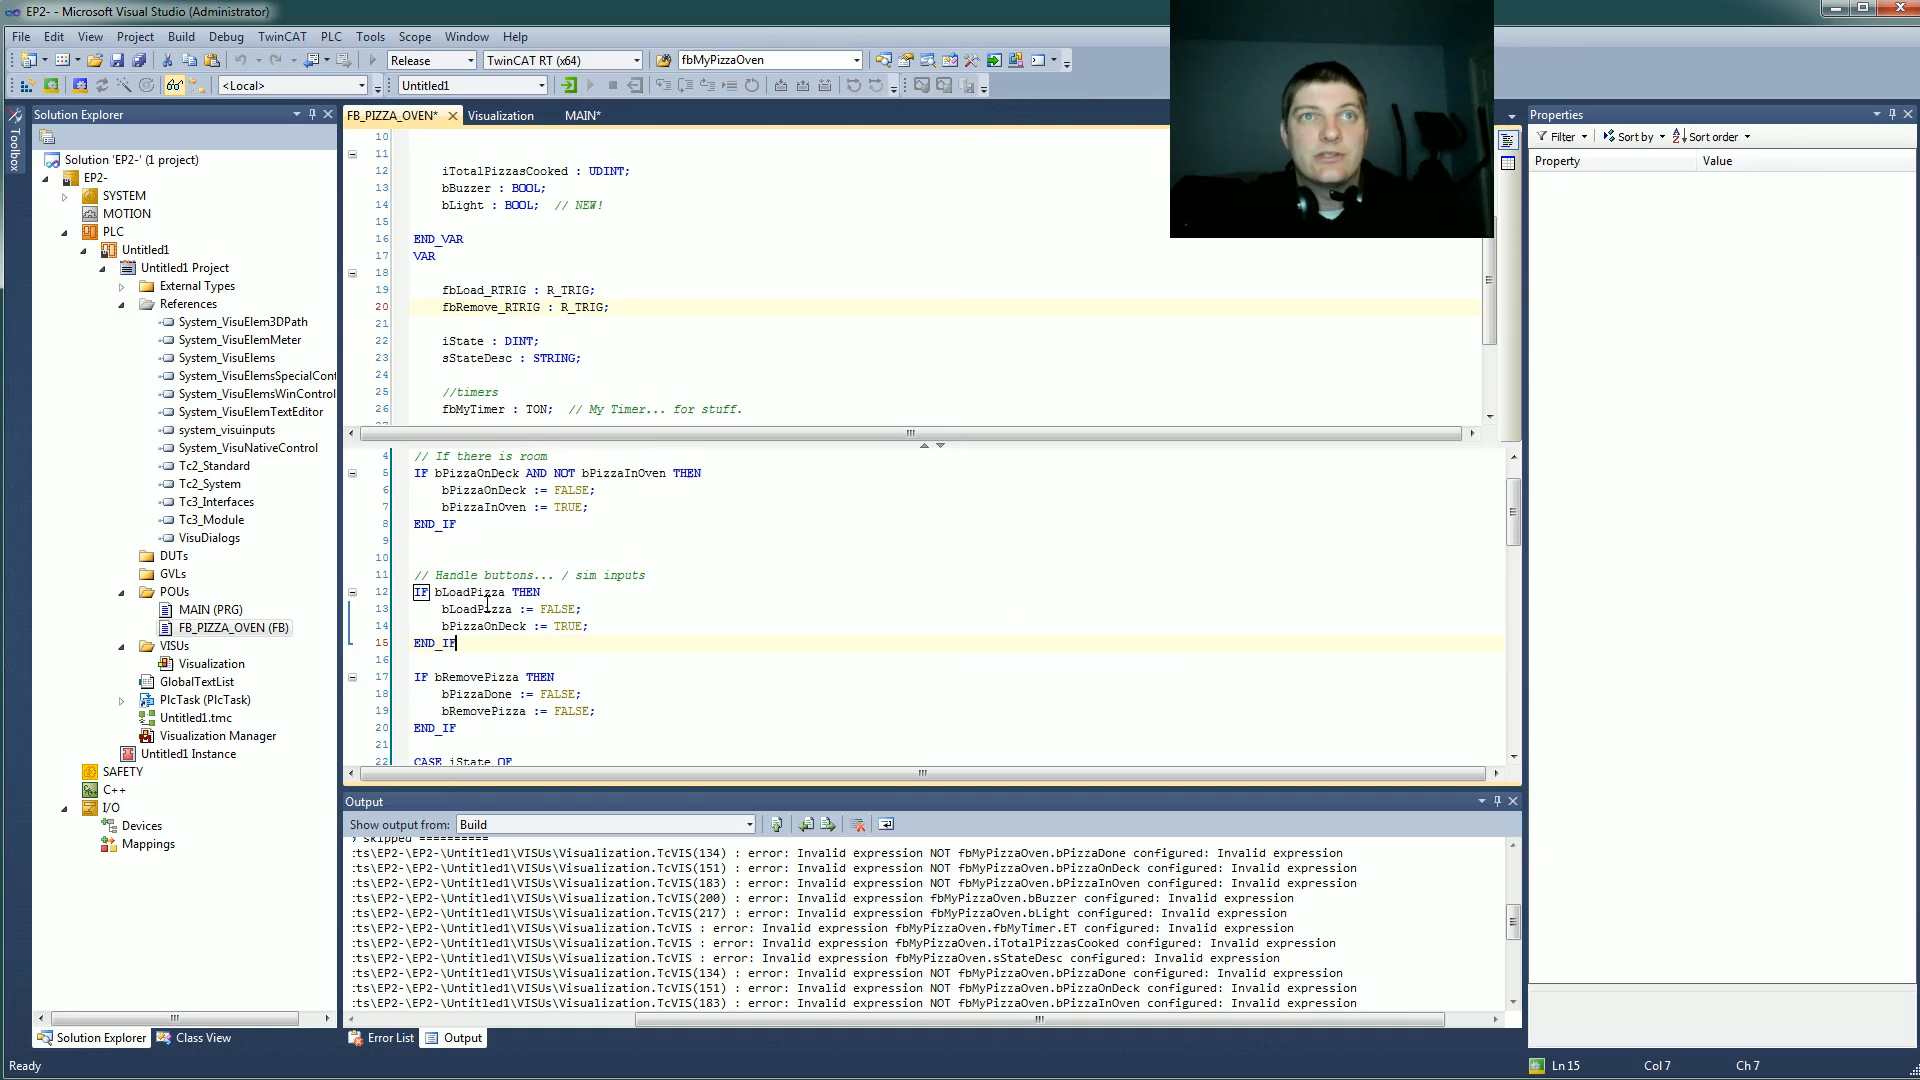 EP2- - Microsoft Visual Studio (Administrator)
File Edit View Project Build Debug TwinCAT PLC Tools Scope Window Help
Release TwinCAT RT (x64) fbMyPizzaOven
<Local> Untitled1
Toolbox
Solution Explorer
Solution 'EP2-' (1 project)
EP2-
SYSTEM
MOTION
PLC
Untitled1
Untitled1 Project
External Types
References
System_VisuElem3DPath
System_VisuElemMeter
System_VisuElems
System_VisuElemsSpecialCont
System_VisuElemsWinControl
System_VisuElemTextEditor
system_visuinputs
System_VisuNativeControl
Tc2_Standard
Tc2_System
Tc3_Interfaces
Tc3_Module
VisuDialogs
DUTs
GVLs
POUs
MAIN (PRG)
FB_PIZZA_OVEN (FB)
VISUs
Visualization
GlobalTextList
PlcTask (PlcTask)
Untitled1.tmc
Visualization Manager
Untitled1 Instance
SAFETY
C++
I/O
Devices
Mappings
Solution Explorer Class View
FB_PIZZA_OVEN* Visualization MAIN*
10
11
12 iTotalPizzasCooked : UDINT;
13 bBuzzer : BOOL;
14 bLight : BOOL; // NEW!
15
16 END_VAR
17 VAR
18
19 fbLoad_RTRIG : R_TRIG;
20 fbRemove_RTRIG : R_TRIG;
21
22 iState : DINT;
23 sStateDesc : STRING;
24
25 //timers
26 fbMyTimer : TON; // My Timer... for stuff.
4 // If there is room
5 IF bPizzaOnDeck AND NOT bPizzaInOven THEN
6 bPizzaOnDeck := FALSE;
7 bPizzaInOven := TRUE;
8 END_IF
9
10
11 // Handle buttons... / sim inputs
12 IF bLoadPizza THEN
13 bLoadPizza := FALSE;
14 bPizzaOnDeck := TRUE;
15 END_IF
16
17 IF bRemovePizza THEN
18 bPizzaDone := FALSE;
19 bRemovePizza := FALSE;
20 END_IF
21
22 CASE iState OF
Output
Show output from: Build
skipped ==========
ts\EP2-\EP2-\Untitled1\VISUs\Visualization.TcVIS(134) : error: Invalid expression NOT fbMyPizzaOven.bPizzaDone configured: Invalid expression
ts\EP2-\EP2-\Untitled1\VISUs\Visualization.TcVIS(151) : error: Invalid expression fbMyPizzaOven.bPizzaOnDeck configured: Invalid expression
ts\EP2-\EP2-\Untitled1\VISUs\Visualization.TcVIS(183) : error: Invalid expression fbMyPizzaOven.bPizzaInOven configured: Invalid expression
ts\EP2-\EP2-\Untitled1\VISUs\Visualization.TcVIS(200) : error: Invalid expression fbMyPizzaOven.bBuzzer configured: Invalid expression
ts\EP2-\EP2-\Untitled1\VISUs\Visualization.TcVIS(217) : error: Invalid expression fbMyPizzaOven.bLight configured: Invalid expression
ts\EP2-\EP2-\Untitled1\VISUs\Visualization.TcVIS : error: Invalid expression fbMyPizzaOven.fbMyTimer.ET configured: Invalid expression
ts\EP2-\EP2-\Untitled1\VISUs\Visualization.TcVIS : error: Invalid expression fbMyPizzaOven.iTotalPizzasCooked configured: Invalid expression
ts\EP2-\EP2-\Untitled1\VISUs\Visualization.TcVIS : error: Invalid expression fbMyPizzaOven.sStateDesc configured: Invalid expression
ts\EP2-\EP2-\Untitled1\VISUs\Visualization.TcVIS(134) : error: Invalid expression NOT fbMyPizzaOven.bPizzaDone configured: Invalid expression
ts\EP2-\EP2-\Untitled1\VISUs\Visualization.TcVIS(151) : error: Invalid expression fbMyPizzaOven.bPizzaOnDeck configured: Invalid expression
ts\EP2-\EP2-\Untitled1\VISUs\Visualization.TcVIS(183) : error: Invalid expression fbMyPizzaOven.bPizzaInOven configured: Invalid expression
Error List Output
Properties
Filter Sort by Sort order
Property Value
Ready Ln 15 Col 7 Ch 7